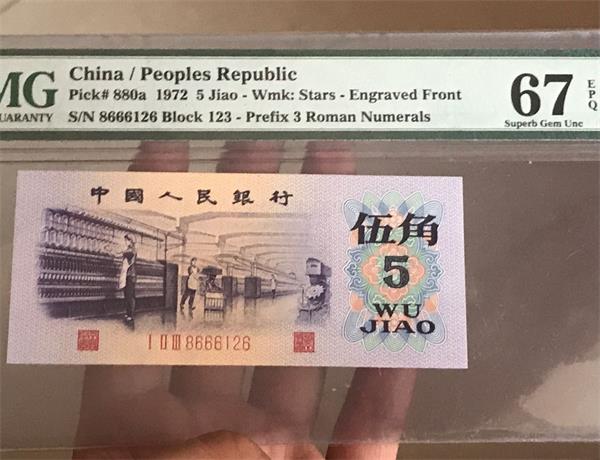 MG
GUARANTY
China / Peoples Republic
Pick# 880a 1972 5 Jiao - Wmk: Stars - Engraved Front
S/N 8666126 Block 123 - Prefix 3 Roman Numerals
67
EPQ
Superb Gem Unc
中國人民銀行
伍角
5
WU
JIAO
I II III 8666126